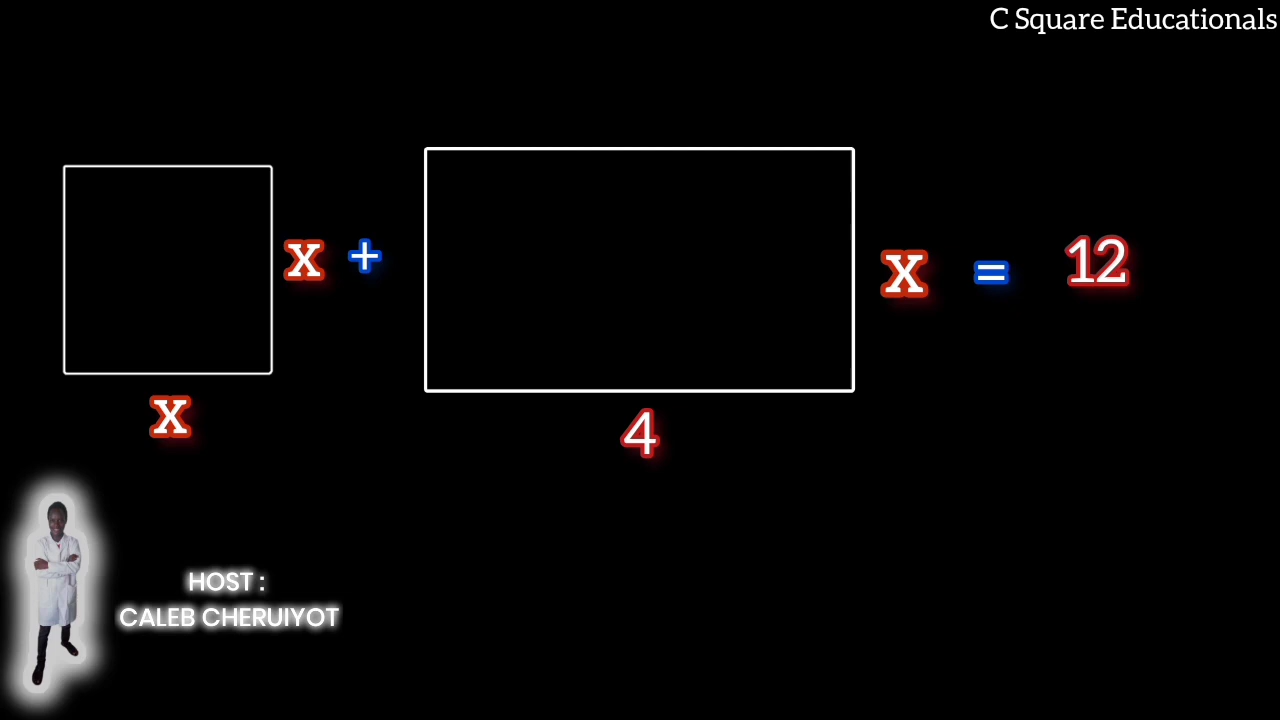 C Square Educationals
x + x = 12
x
4
HOST :
CALEB CHERUIYOT